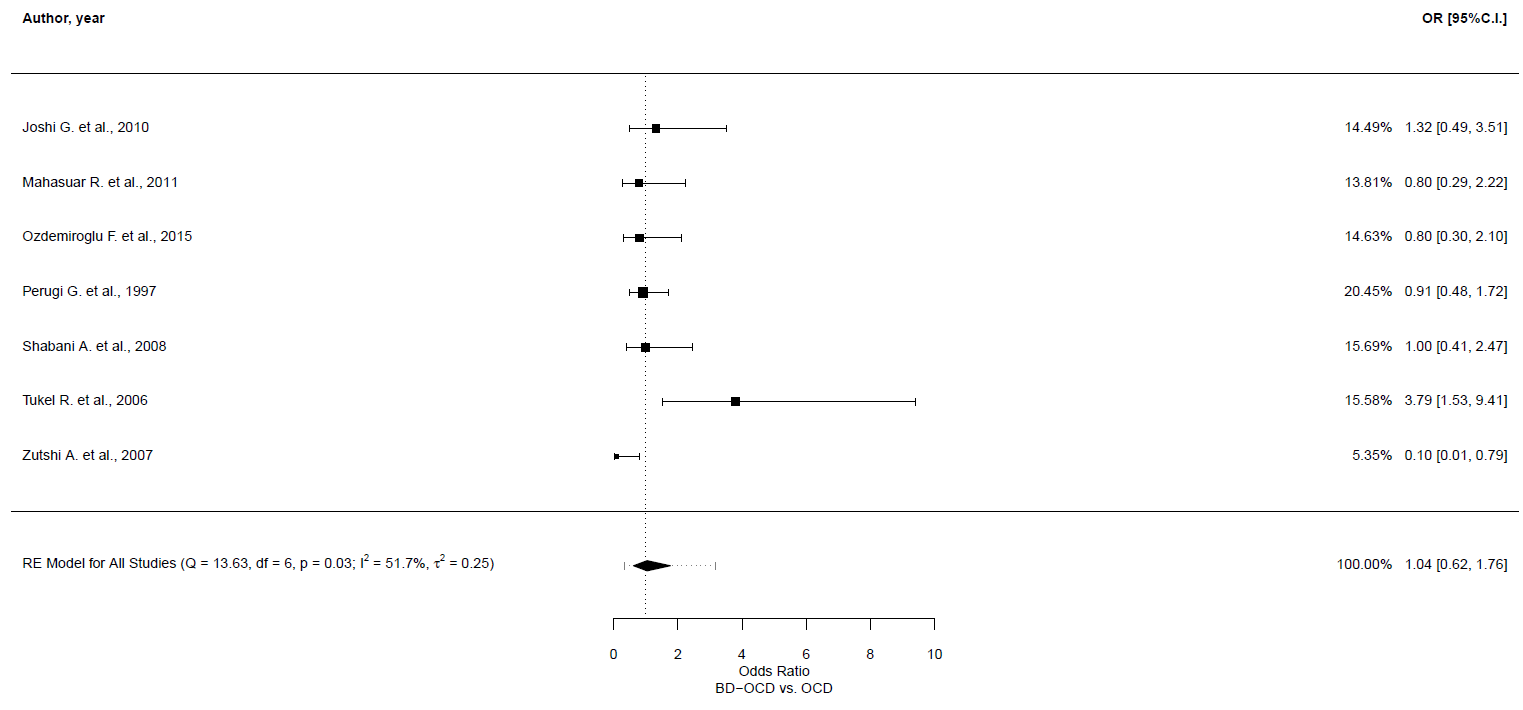 Author, year OR [95%C.I.]
Joshi G. et al., 2010 14.49% 1.32 [0.49, 3.51]
Mahasuar R. et al., 2011 13.81% 0.80 [0.29, 2.22]
Ozdemiroglu F. et al., 2015 14.63% 0.80 [0.30, 2.10]
Perugi G. et al., 1997 20.45% 0.91 [0.48, 1.72]
Shabani A. et al., 2008 15.69% 1.00 [0.41, 2.47]
Tukel R. et al., 2006 15.58% 3.79 [1.53, 9.41]
Zutshi A. et al., 2007 5.35% 0.10 [0.01, 0.79]
RE Model for All Studies (Q = 13.63, df = 6, p = 0.03; I² = 51.7%, τ² = 0.25) 100.00% 1.04 [0.62, 1.76]
0 2 4 6 8 10
Odds Ratio
BD−OCD vs. OCD